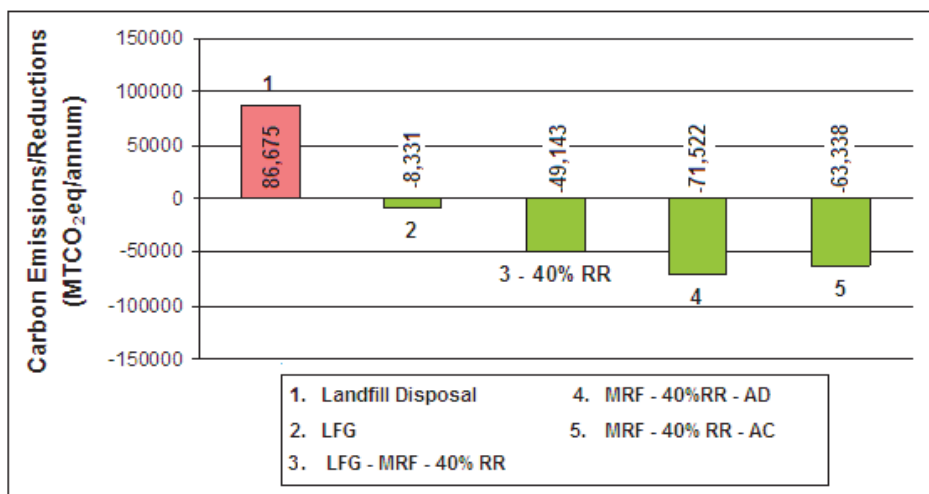 Carbon Emissions/Reductions
(MTCO₂eq/annum)
150000
100000
50000
0
-50000
-100000
-150000
1
86,675
-8,331
2
-49,143
3 - 40% RR
-71,522
4
-63,338
5
1. Landfill Disposal
2. LFG
3. LFG - MRF - 40% RR
4. MRF - 40%RR - AD
5. MRF - 40% RR - AC